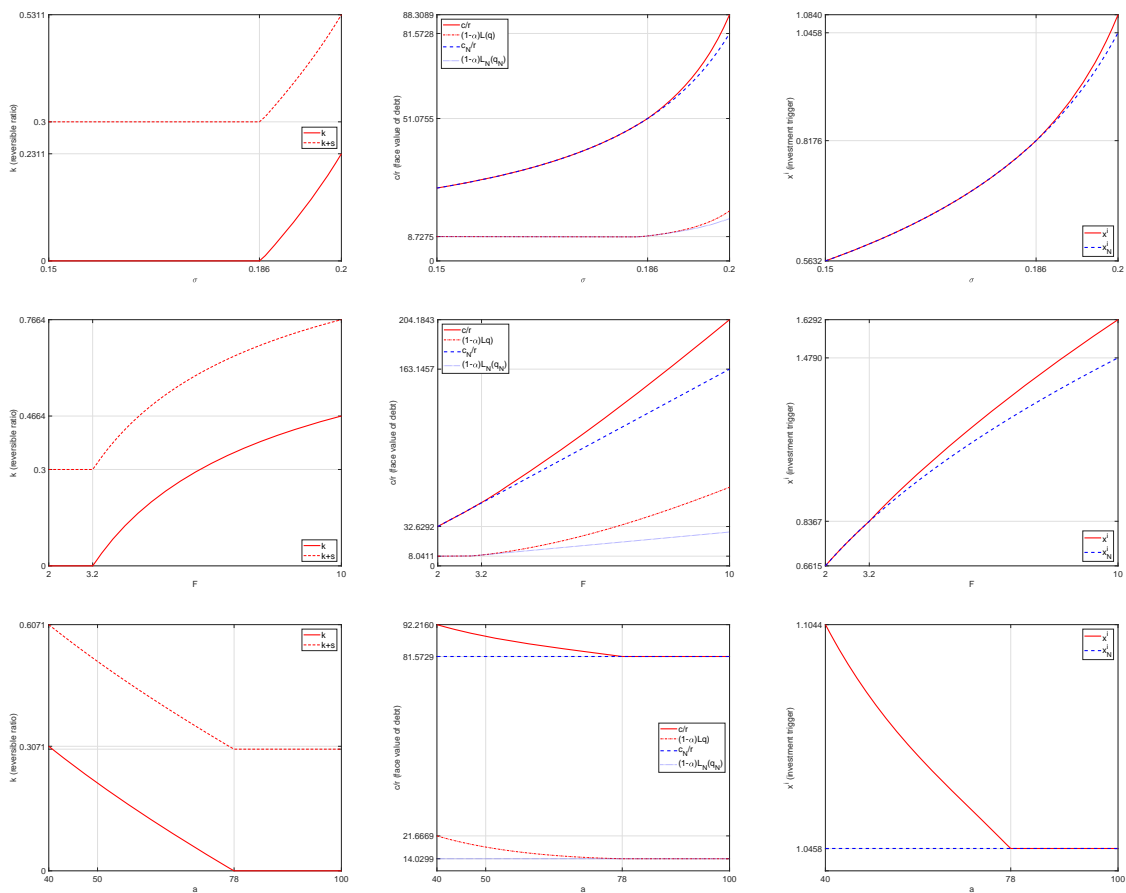 0.5311
0.3
0.2311
0
0.15
0.186
0.2
σ
k (reversible ratio)
k
k+s
88.3089
81.5728
51.0755
8.7275
0
0.15
0.186
0.2
σ
c/r (face value of debt)
c/r
(1-α)L(q)
c_N/r
(1-α)L_N(q_N)
1.0840
1.0458
0.8176
0.5632
0.15
0.186
0.2
σ
x^i (investment trigger)
x^i
x^i_N
0.7664
0.4664
0.3
0
2
3.2
10
F
k (reversible ratio)
k
k+s
204.1843
163.1457
32.6292
8.0411
0
2
3.2
10
F
c/r (face value of debt)
c/r
(1-α)Lq)
c_N/r
(1-α)L_N(q_N)
1.6292
1.4790
0.8367
0.6615
2
3.2
10
F
x^i (investment trigger)
x^i
x^i_N
0.6071
0.3071
0
40
50
78
100
a
k (reversible ratio)
k
k+s
92.2160
81.5729
21.6669
14.0299
40
50
78
100
a
c/r (face value of debt)
c/r
(1-α)Lq)
c_N/r
(1-α)L_N(q_N)
1.1044
1.0458
40
78
100
a
x^i (investment trigger)
x^i
x^i_N